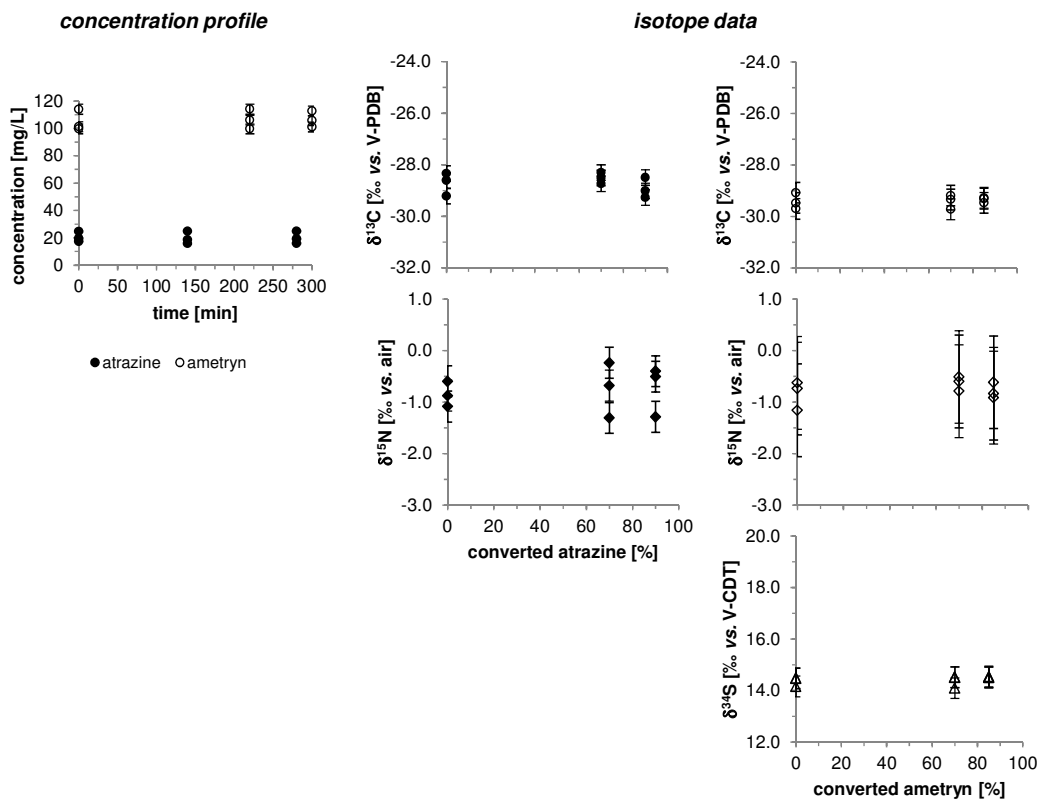 concentration profile
isotope data
concentration [mg/L]
120
100
80
60
40
20
0
0 50 100 150 200 250 300
time [min]
atrazine ametryn
δ13C [‰ vs. V-PDB]
-24.0
-26.0
-28.0
-30.0
-32.0
δ13C [‰ vs. V-PDB]
-24.0
-26.0
-28.0
-30.0
-32.0
δ15N [‰ vs. air]
1.0
0.0
-1.0
-2.0
-3.0
0 20 40 60 80 100
converted atrazine [%]
δ15N [‰ vs. air]
1.0
0.0
-1.0
-2.0
-3.0
δ34S [‰ vs. V-CDT]
20.0
18.0
16.0
14.0
12.0
0 20 40 60 80 100
converted ametryn [%]